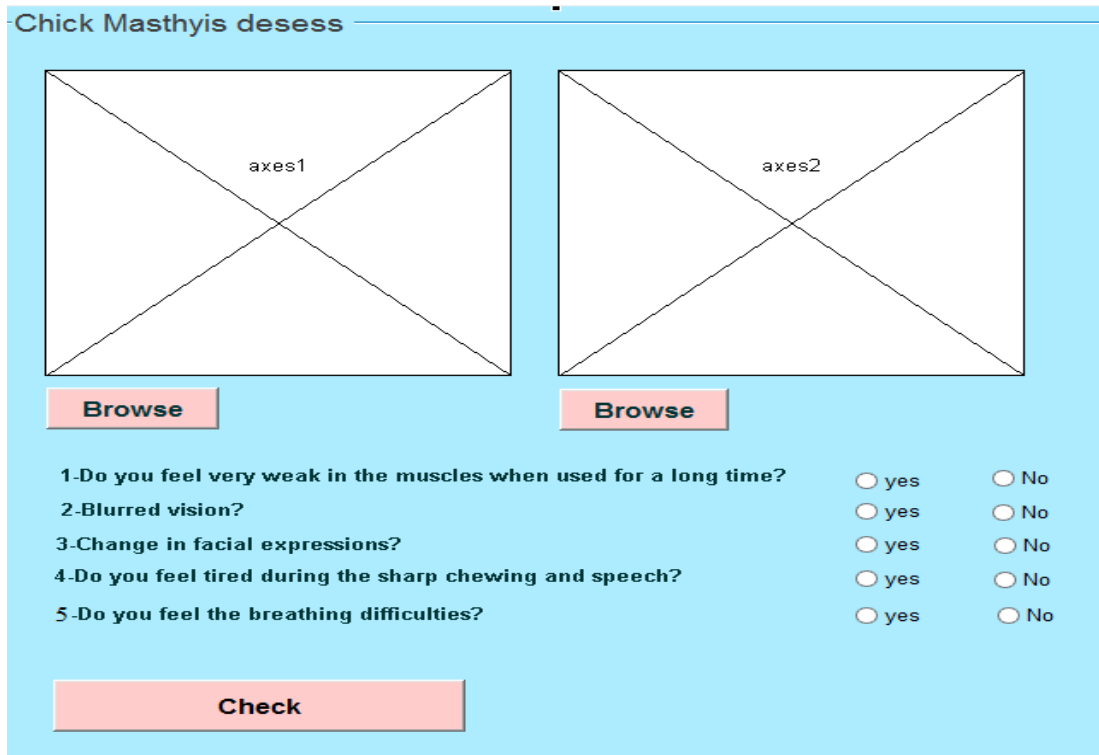 Chick Masthyis desess
axes1 axes2
Browse Browse
1-Do you feel very weak in the muscles when used for a long time? yes No
2-Blurred vision? yes No
3-Change in facial expressions? yes No
4-Do you feel tired during the sharp chewing and speech? yes No
5-Do you feel the breathing difficulties? yes No
Check